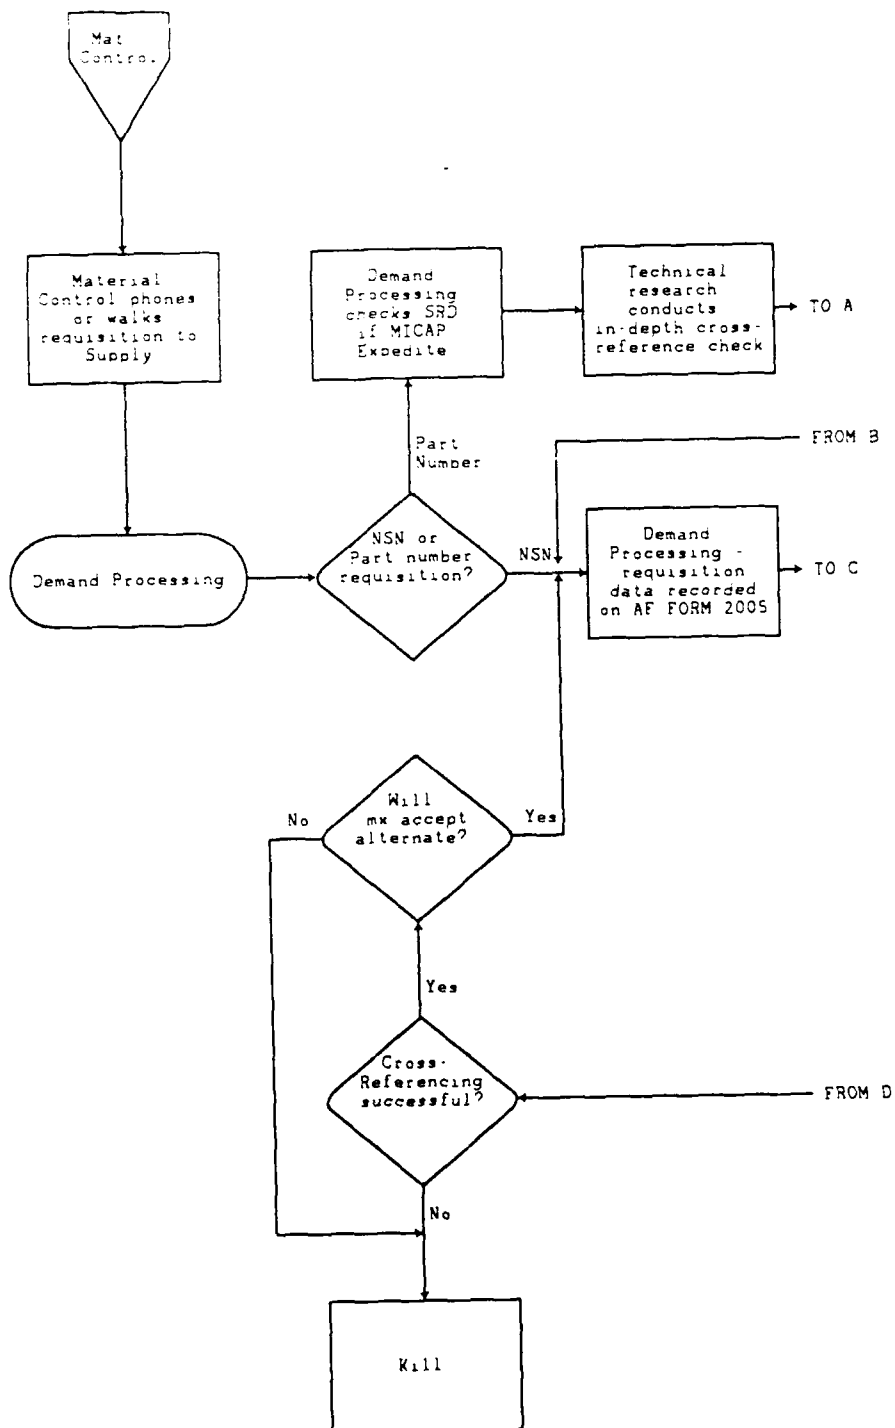 Mat
Control
Material
Control phones
or walks
requisition to
Supply
Demand
Processing
checks SRD
if MICAP
Expedite
Technical
research
conducts
in-depth cross-
reference check
TO A
Part
Number
FROM B
Demand Processing
NSN or
Part number
requisition?
NSN
Demand
Processing -
requisition
data recorded
on AF FORM 2005
TO C
Will
mx accept
alternate?
No
Yes
Yes
Cross-
Referencing
successful?
FROM D
No
Kill